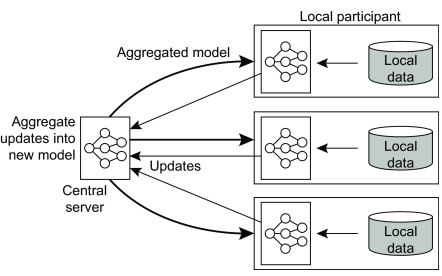 Local participant
Aggregated model
Local
data
Aggregate
updates into
new model
Local
data
Updates
Central
server
Local
data